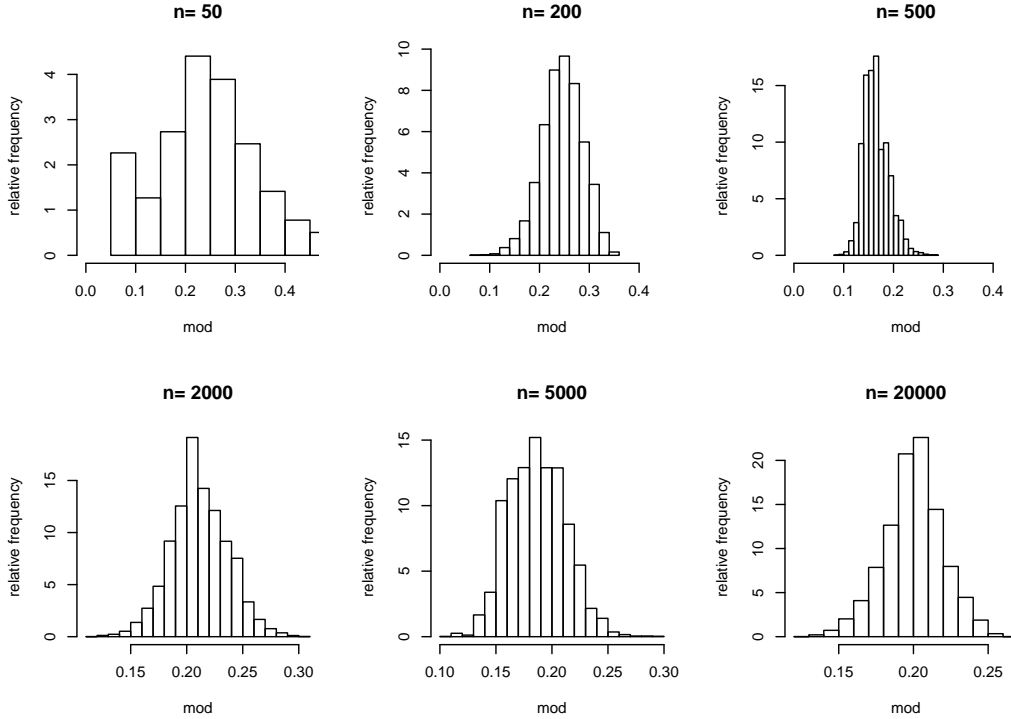 n= 50
relative frequency
0 1 2 3 4
0.0 0.1 0.2 0.3 0.4
mod
n= 200
relative frequency
0 2 4 6 8 10
0.0 0.1 0.2 0.3 0.4
mod
n= 500
relative frequency
0 5 10 15
0.0 0.1 0.2 0.3 0.4
mod
n= 2000
relative frequency
0 5 10 15
0.15 0.20 0.25 0.30
mod
n= 5000
relative frequency
0 5 10 15
0.10 0.15 0.20 0.25 0.30
mod
n= 20000
relative frequency
0 5 10 15 20
0.15 0.20 0.25
mod